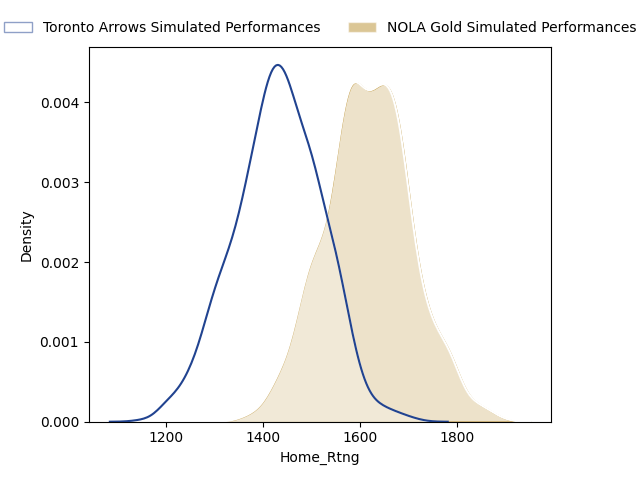 Toronto Arrows Simulated Performances NOLA Gold Simulated Performances
Density
0.004
0.003
0.002
0.001
0.000
1200 1400 1600 1800
Home_Rtng